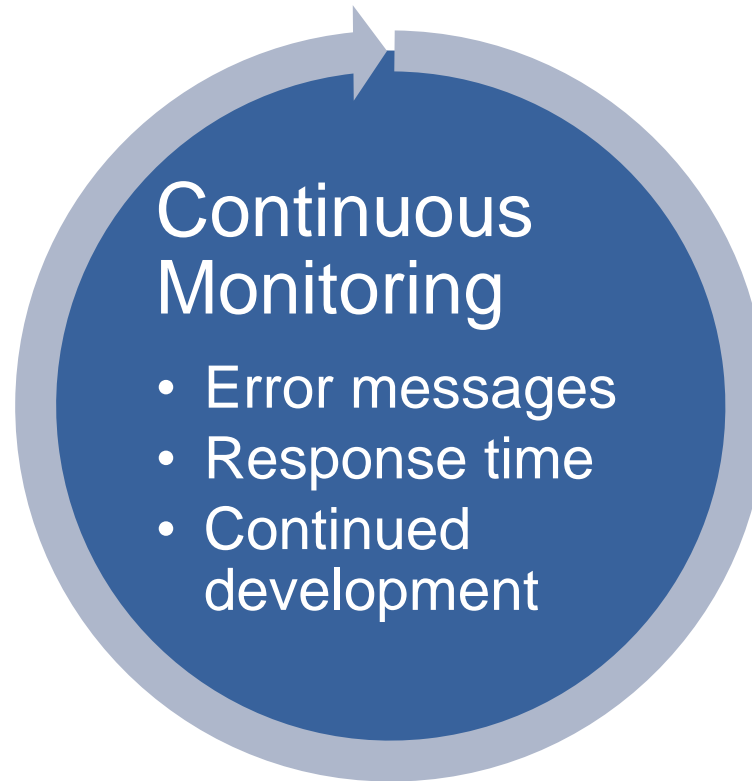 Continuous
Monitoring
• Error messages
• Response time
• Continued
development